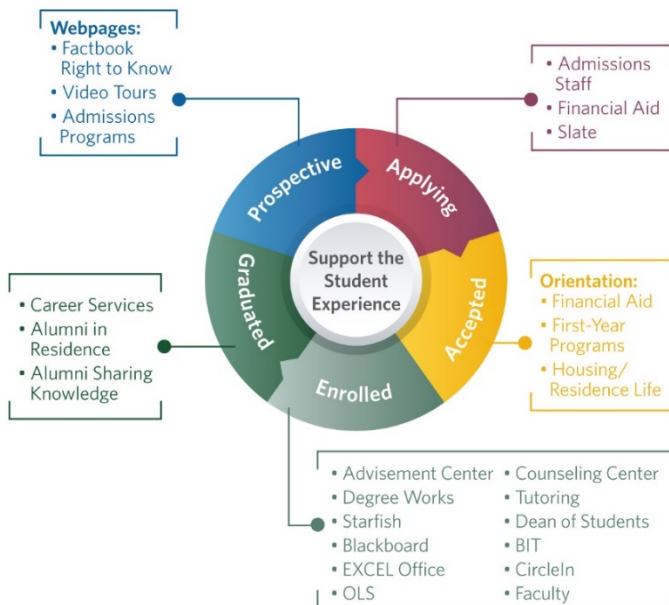 Webpages:
• Factbook
Right to Know
• Video Tours
• Admissions
Programs
• Admissions
Staff
• Financial Aid
• Slate
Prospective
Applying
Support the
Student
Experience
Graduated
Accepted
Enrolled
• Career Services
• Alumni in
Residence
• Alumni Sharing
Knowledge
Orientation:
• Financial Aid
• First-Year
Programs
• Housing/
Residence Life
• Advisement Center
• Degree Works
• Starfish
• Blackboard
• EXCEL Office
• OLS
• Counseling Center
• Tutoring
• Dean of Students
• BIT
• CircleIn
• Faculty